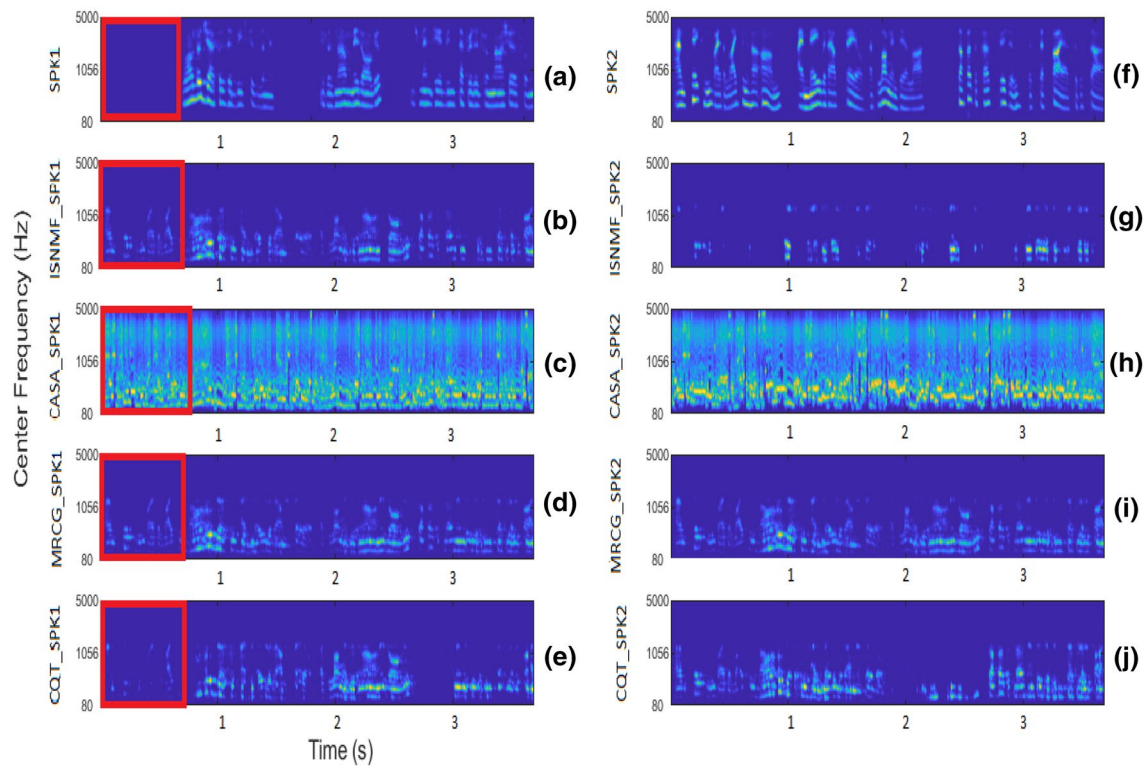 5000
1056
80
SPK1
1 2 3
(a)
5000
1056
80
SPK2
1 2 3
(f)
5000
1056
80
ISNMF_SPK1
1 2 3
(b)
5000
1056
80
ISNMF_SPK2
1 2 3
(g)
Center Frequency (Hz)
5000
1056
80
CASA_SPK1
1 2 3
(c)
5000
1056
80
CASA_SPK2
1 2 3
(h)
5000
1056
80
MRCG_SPK1
1 2 3
(d)
5000
1056
80
MRCG_SPK2
1 2 3
(i)
5000
1056
80
CQT_SPK1
1 2 3
(e)
5000
1056
80
CQT_SPK2
1 2 3
(j)
Time (s)